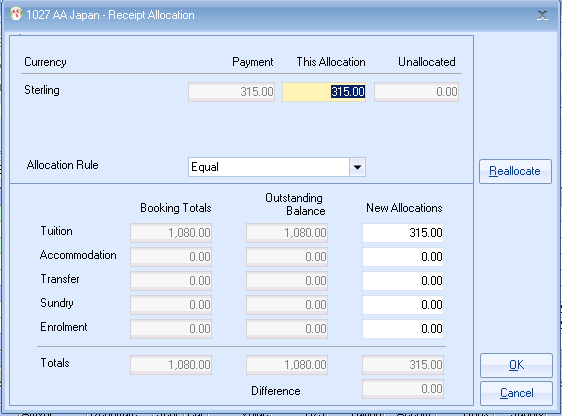 1027 AA Japan - Receipt Allocation
Currency Payment This Allocation Unallocated
Sterling 315.00 315.00 0.00
Allocation Rule Equal
Reallocate
Booking Totals Outstanding Balance New Allocations
Tuition 1,080.00 1,080.00 315.00
Accommodation 0.00 0.00 0.00
Transfer 0.00 0.00 0.00
Sundry 0.00 0.00 0.00
Enrolment 0.00 0.00 0.00
Totals 1,080.00 1,080.00 315.00
OK
Difference 0.00
Cancel